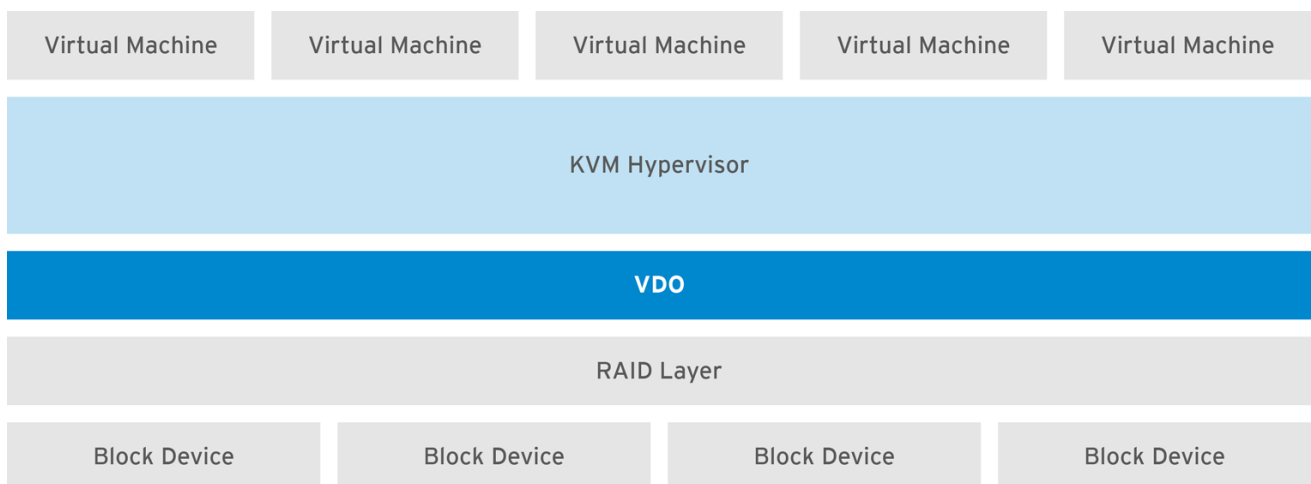 Virtual Machine Virtual Machine Virtual Machine Virtual Machine Virtual Machine
KVM Hypervisor
VDO
RAID Layer
Block Device Block Device Block Device Block Device